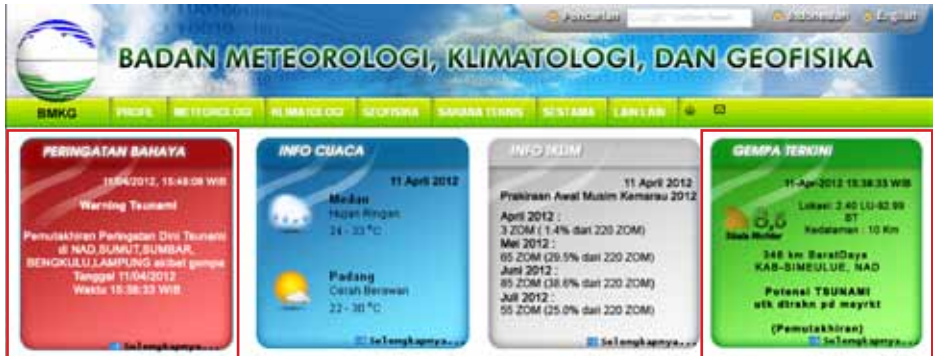 Pencarian
Indonesian English
BADAN METEOROLOGI, KLIMATOLOGI, DAN GEOFISIKA
BMKG PROFIL METEOROLOGI KLIMATOLOGI GEOFISIKA SARANA TEKNIS SESTAMA LAIN LAIN
PERINGATAN BAHAYA
11/04/2012, 15:48:09 WIB
Warning Tsunami
Pemutakhiran Peringatan Dini Tsunami
di NAD,SUMUT,SUMBAR,
BENGKULU,LAMPUNG akibat gempa
Tanggal 11/04/2012
Waktu 15:38:33 WIB
Selengkapnya...
INFO CUACA
11 April 2012
Medan
Hujan Ringan
24 - 33 °C
Padang
Cerah Berawan
22 - 30 °C
Selengkapnya...
INFO IKLIM
11 April 2012
Prakiraan Awal Musim Kemarau 2012
April 2012 :
3 ZOM ( 1.4% dari 220 ZOM)
Mei 2012 :
65 ZOM (29.5% dari 220 ZOM)
Juni 2012 :
85 ZOM (38.6% dari 220 ZOM)
Juli 2012 :
55 ZOM (25.0% dari 220 ZOM)
Selengkapnya...
GEMPA TERKINI
11-Apr-2012 15:38:33 WIB
8,5
Skala Richter
Lokasi: 2.40 LU-92.99
BT
Kedalaman : 10 Km
346 km BaratDaya
KAB-SIMEULUE, NAD
Potensi TSUNAMI
utk dtrskn pd msyrkt
(Pemutakhiran)
Selengkapnya...